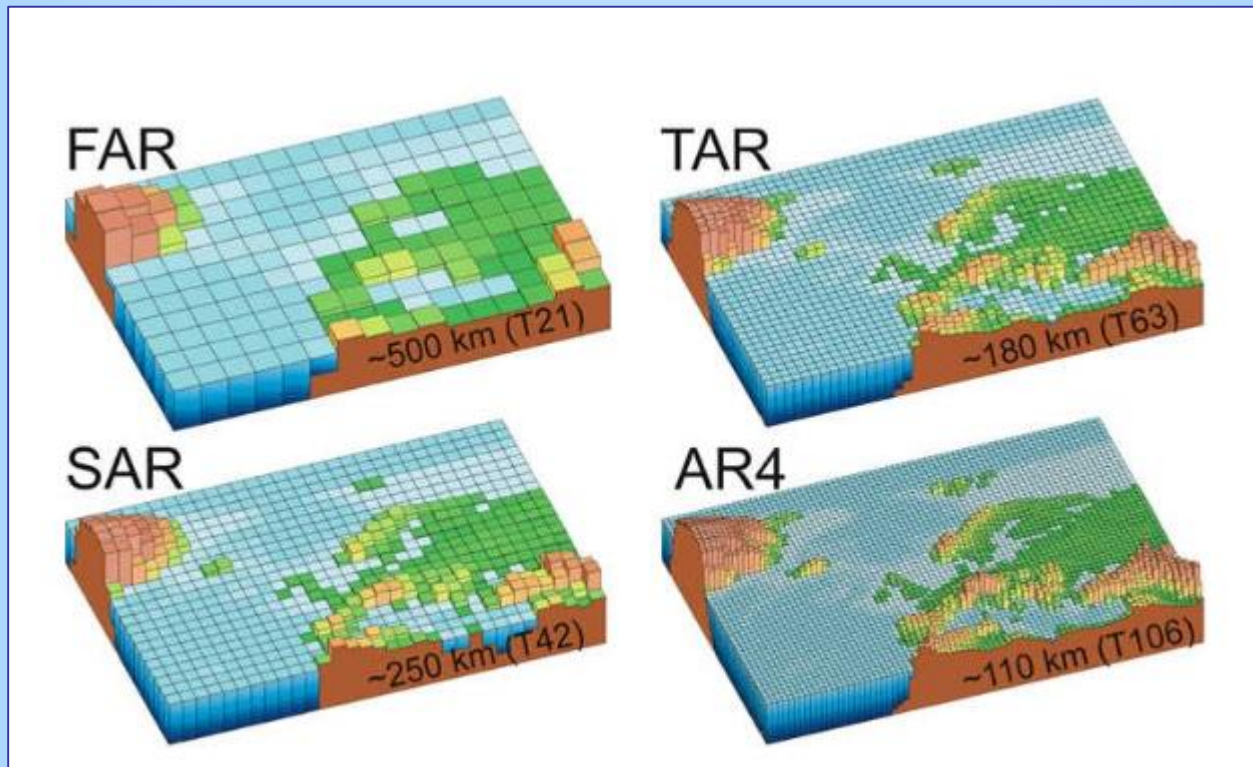 FAR
~500 km (T21)
TAR
~180 km (T63)
SAR
~250 km (T42)
AR4
~110 km (T106)